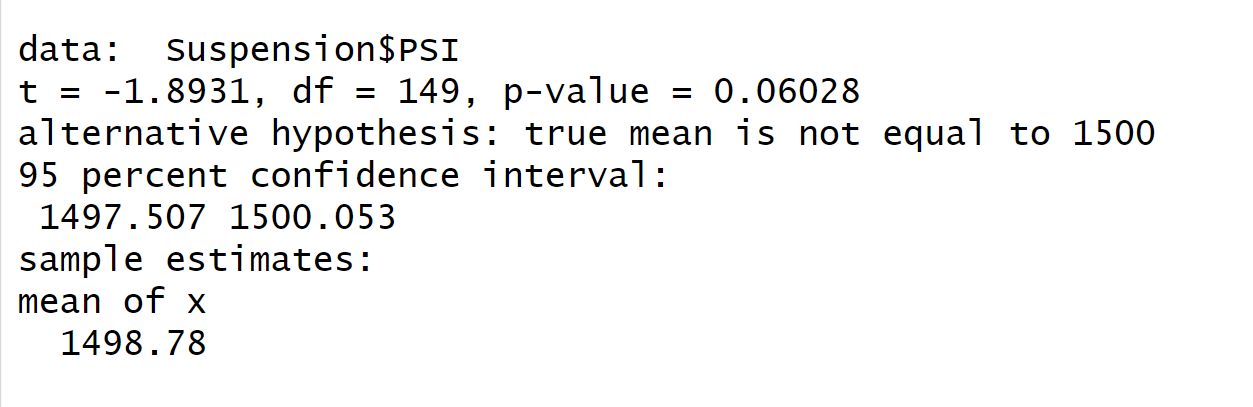 data:  Suspension$PSI
t = -1.8931, df = 149, p-value = 0.06028
alternative hypothesis: true mean is not equal to 1500
95 percent confidence interval:
 1497.507 1500.053
sample estimates:
mean of x
  1498.78